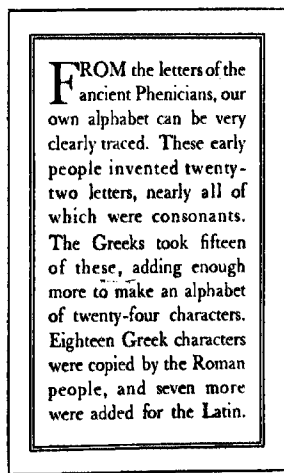 FROM the letters of the
ancient Phenicians, our
own alphabet can be very
clearly traced. These early
people invented twenty-
two letters, nearly all of
which were consonants.
The Greeks took fifteen
of these, adding enough
more to make an alphabet
of twenty-four characters.
Eighteen Greek characters
were copied by the Roman
people, and seven more
were added for the Latin.